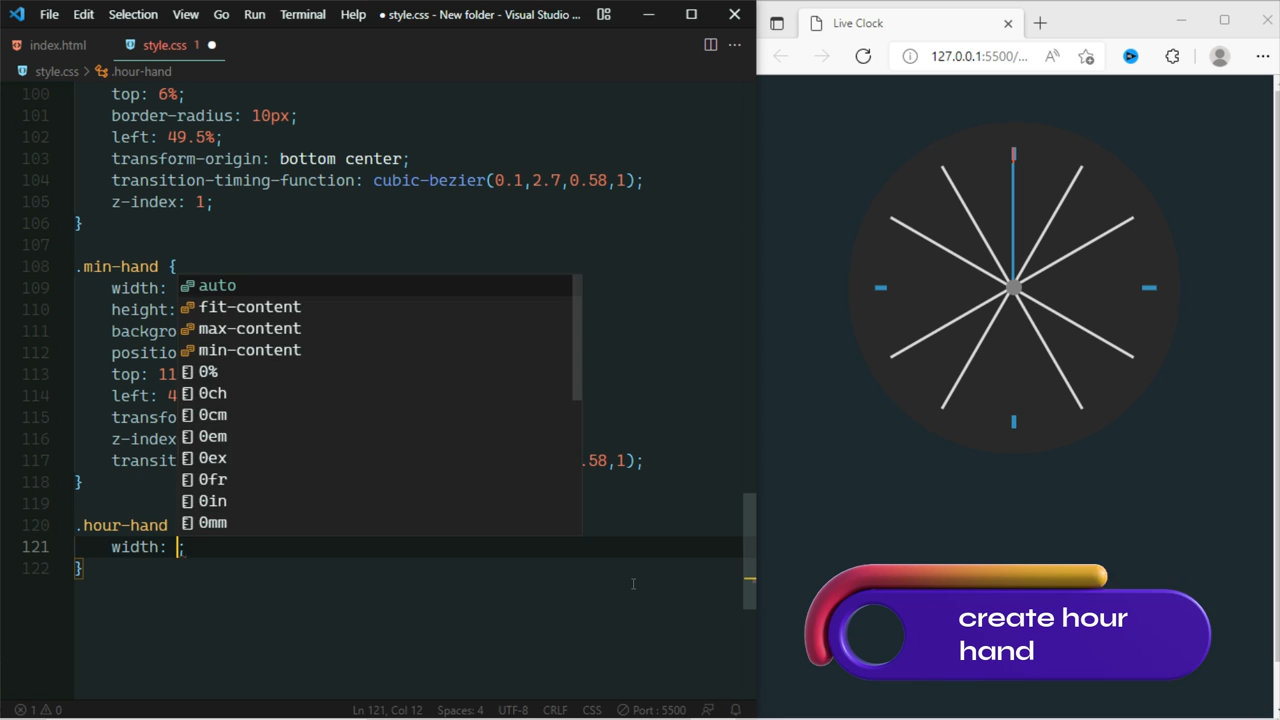 File Edit Selection View Go Run Terminal Help ● style.css - New folder - Visual Studio ...
index.html style.css 1 ●
style.css > .hour-hand
100 top: 6%;
101 border-radius: 10px;
102 left: 49.5%;
103 transform-origin: bottom center;
104 transition-timing-function: cubic-bezier(0.1,2.7,0.58,1);
105 z-index: 1;
106 }
107
108 .min-hand {
109 width:
110 height:
111 backgro
112 positio
113 top: 11
114 left: 4
115 transfo
116 z-index
117 transit .58,1);
118 }
119
120 .hour-hand
121 width: ;
122 }
auto
fit-content
max-content
min-content
0%
0ch
0cm
0em
0ex
0fr
0in
0mm
1 0 Ln 121, Col 12 Spaces: 4 UTF-8 CRLF CSS Port : 5500
Live Clock
127.0.0.1:5500/...
create hour
hand